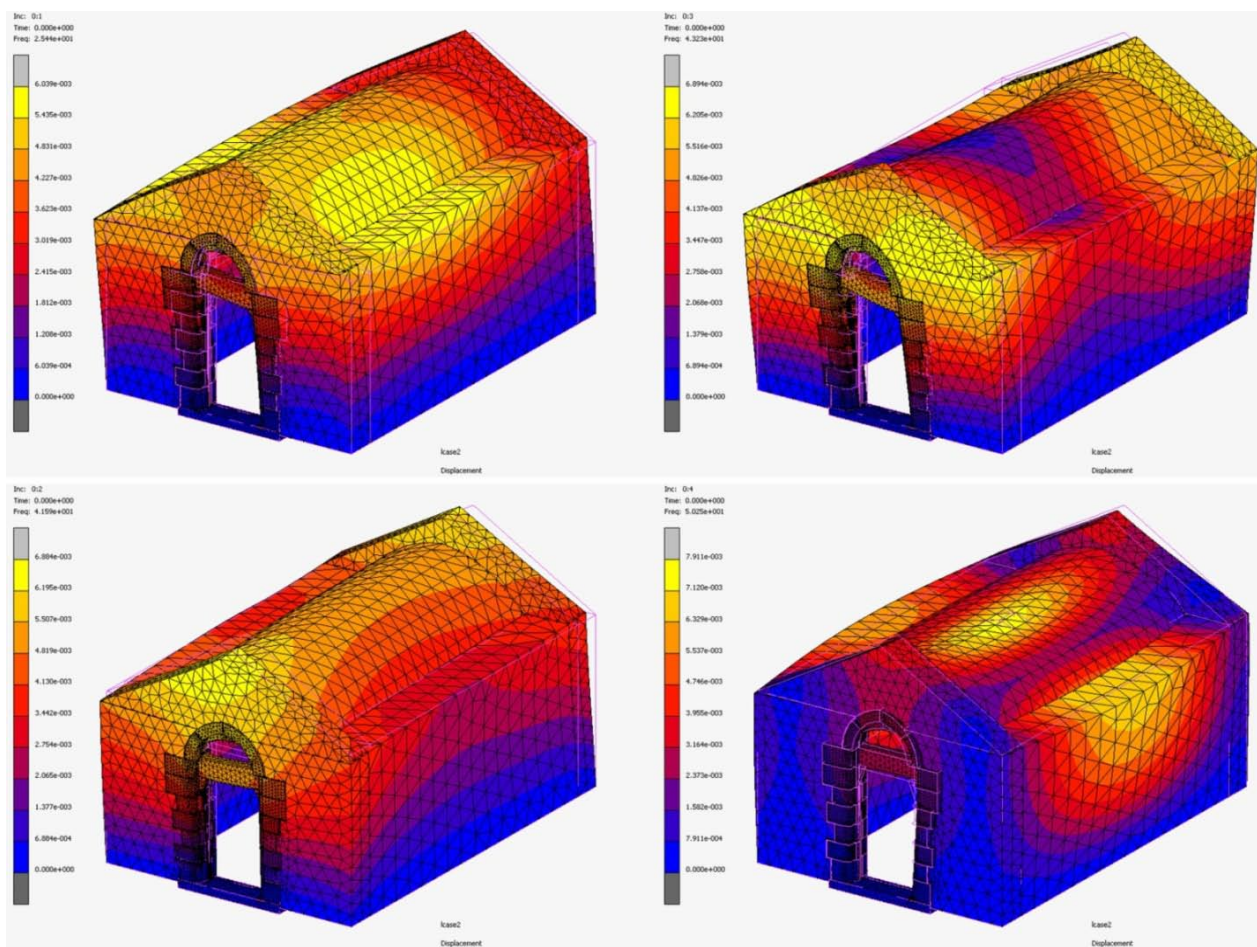 Inc: 0:1
Time: 0.000e+000
Freq: 2.544e+001
6.039e-003
5.435e-003
4.831e-003
4.227e-003
3.623e-003
3.019e-003
2.415e-003
1.812e-003
1.208e-003
6.039e-004
0.000e+000
lcase2
Displacement
Inc: 0:3
Time: 0.000e+000
Freq: 4.323e+001
6.894e-003
6.205e-003
5.516e-003
4.826e-003
4.137e-003
3.447e-003
2.758e-003
2.068e-003
1.379e-003
6.894e-004
0.000e+000
lcase2
Displacement
Inc: 0:2
Time: 0.000e+000
Freq: 4.159e+001
6.884e-003
6.195e-003
5.507e-003
4.819e-003
4.130e-003
3.442e-003
2.754e-003
2.065e-003
1.377e-003
6.884e-004
0.000e+000
lcase2
Displacement
Inc: 0:4
Time: 0.000e+000
Freq: 5.025e+001
7.911e-003
7.120e-003
6.329e-003
5.537e-003
4.746e-003
3.955e-003
3.164e-003
2.373e-003
1.582e-003
7.911e-004
0.000e+000
lcase2
Displacement